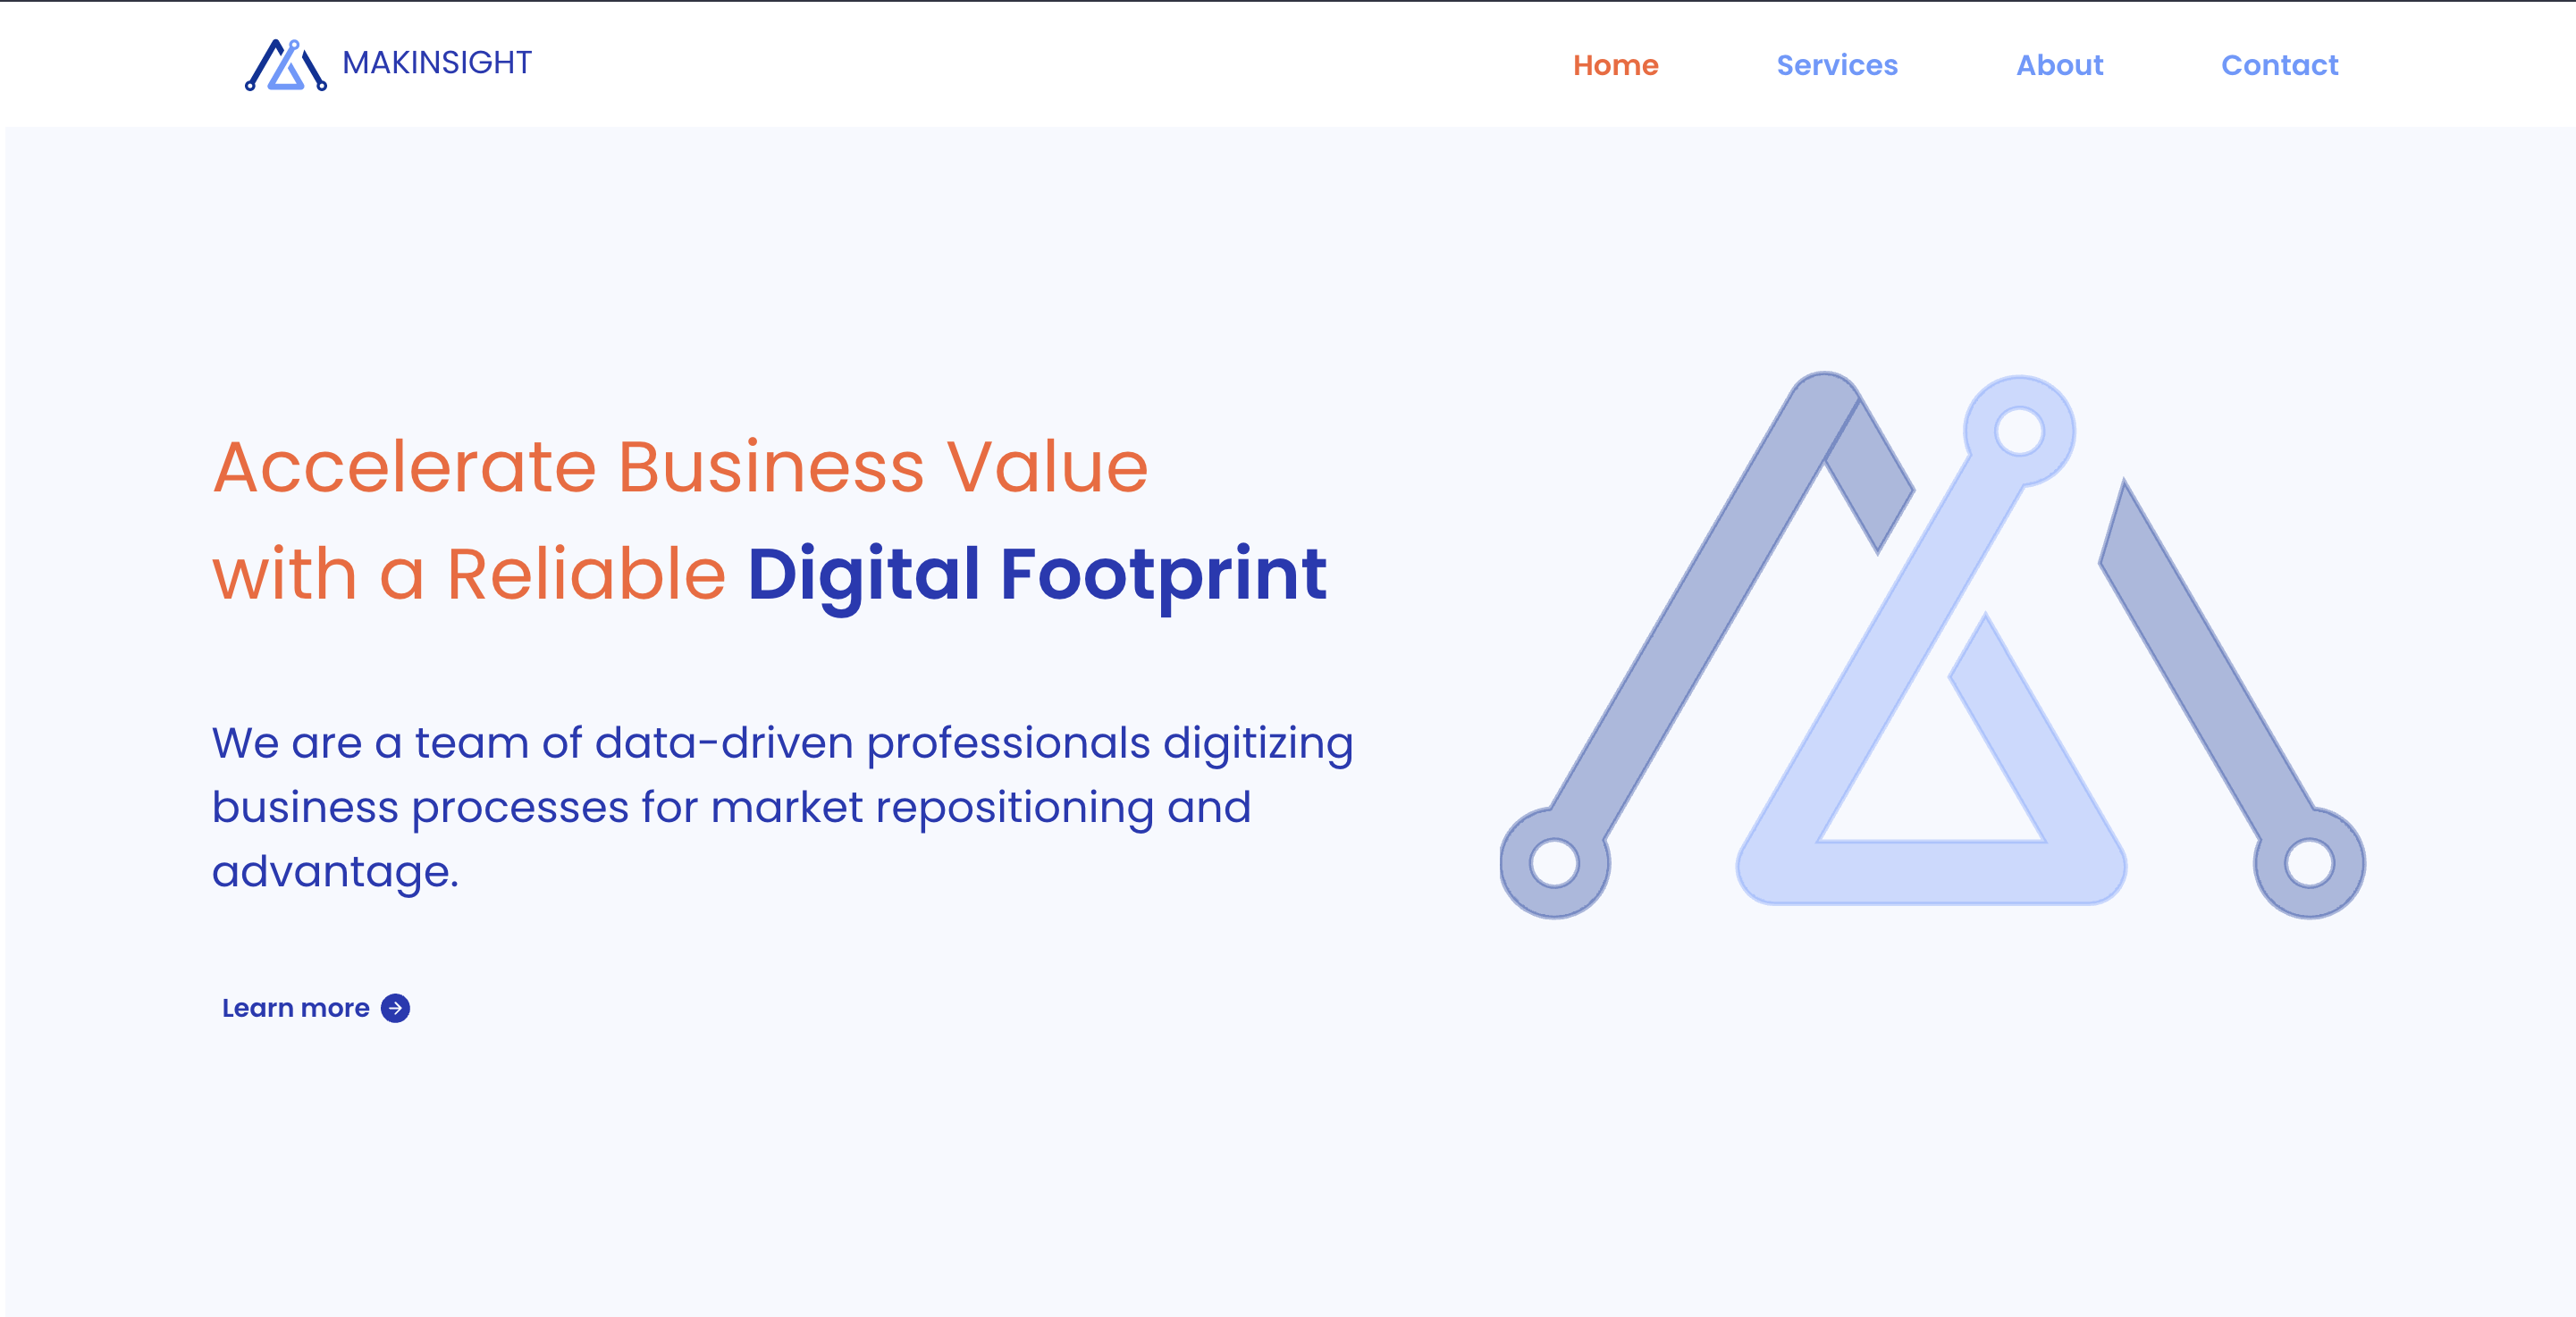 MAKINSIGHT
Home
Services
About
Contact
Accelerate Business Value
with a Reliable Digital Footprint
We are a team of data-driven professionals digitizing
business processes for market repositioning and
advantage.
Learn more